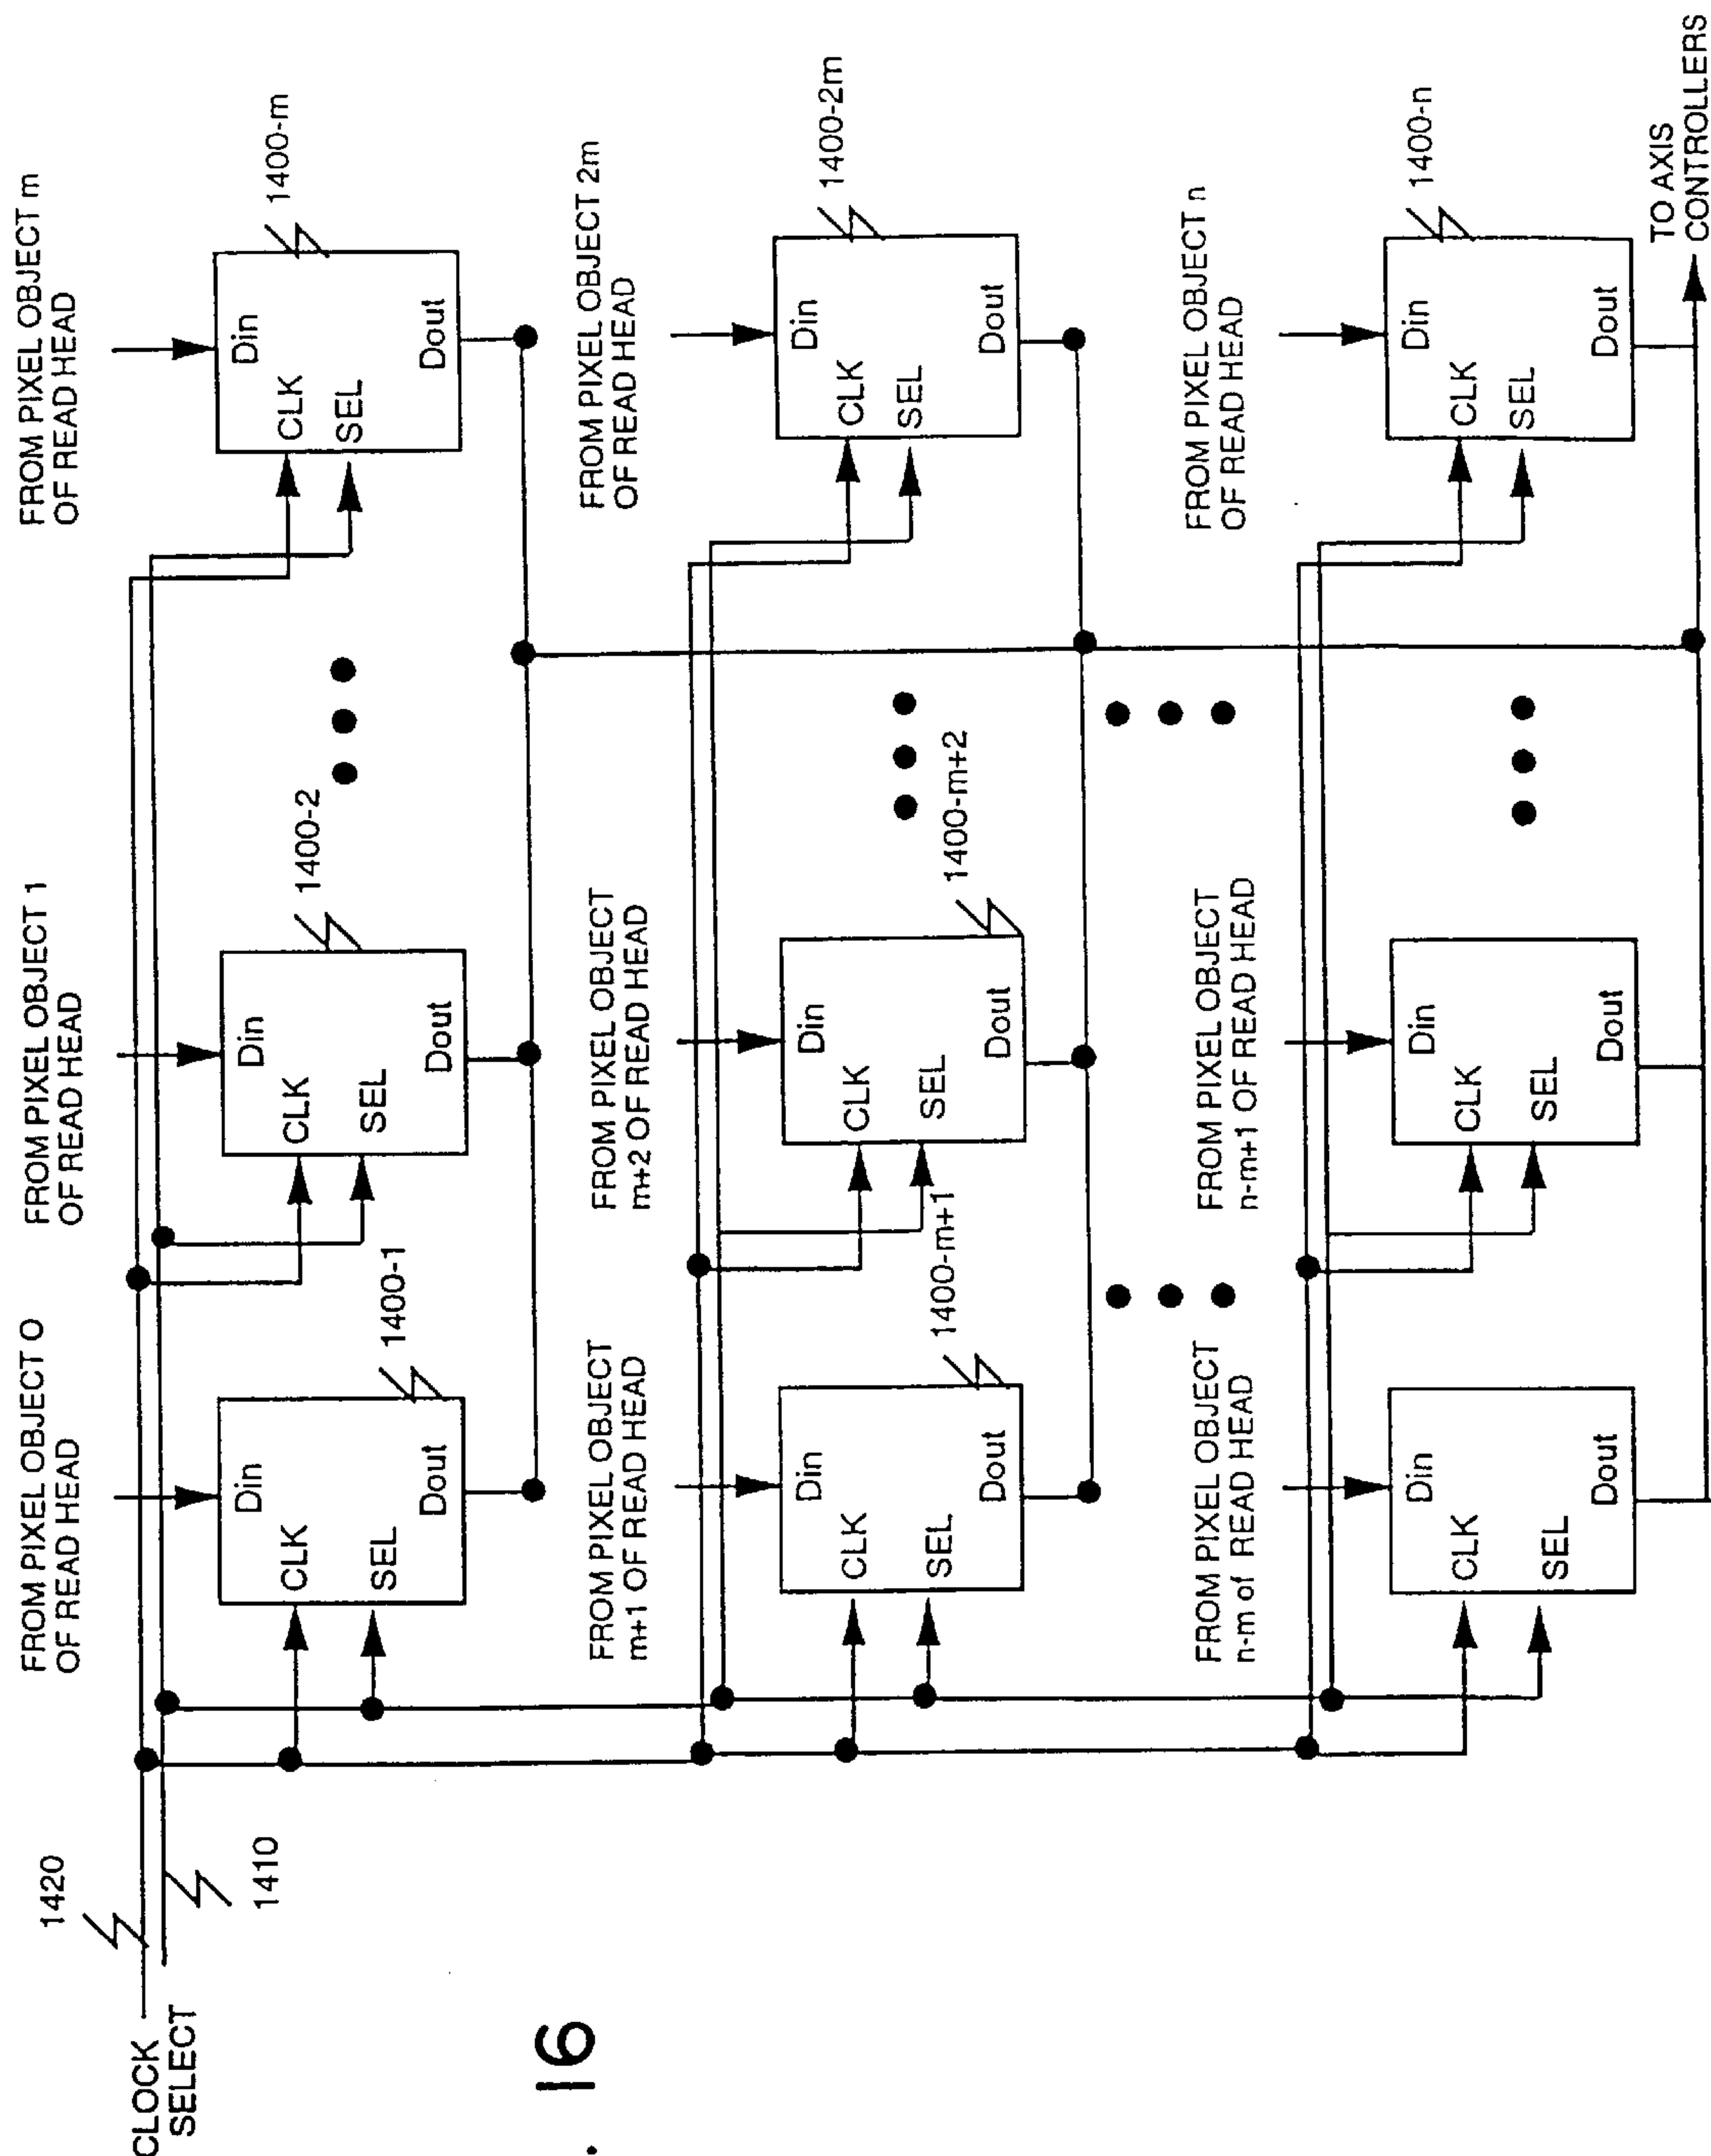 CLOCK
SELECT
1420
1410
FROM PIXEL OBJECT O
OF READ HEAD
Din
CLK
SEL
Dout
1400-1
FROM PIXEL OBJECT 1
OF READ HEAD
Din
CLK
SEL
Dout
1400-2
FROM PIXEL OBJECT m
OF READ HEAD
Din
CLK
SEL
Dout
1400-m
FROM PIXEL OBJECT
m+1 OF READ HEAD
Din
CLK
SEL
Dout
1400-m+1
FROM PIXEL OBJECT
m+2 OF READ HEAD
Din
CLK
SEL
Dout
1400-m+2
FROM PIXEL OBJECT 2m
OF READ HEAD
Din
CLK
SEL
Dout
1400-2m
FROM PIXEL OBJECT
n-m of READ HEAD
Din
CLK
SEL
Dout
FROM PIXEL OBJECT
n-m+1 OF READ HEAD
Din
CLK
SEL
Dout
FROM PIXEL OBJECT n
OF READ HEAD
Din
CLK
SEL
Dout
1400-n
TO AXIS
CONTROLLERS
. 16